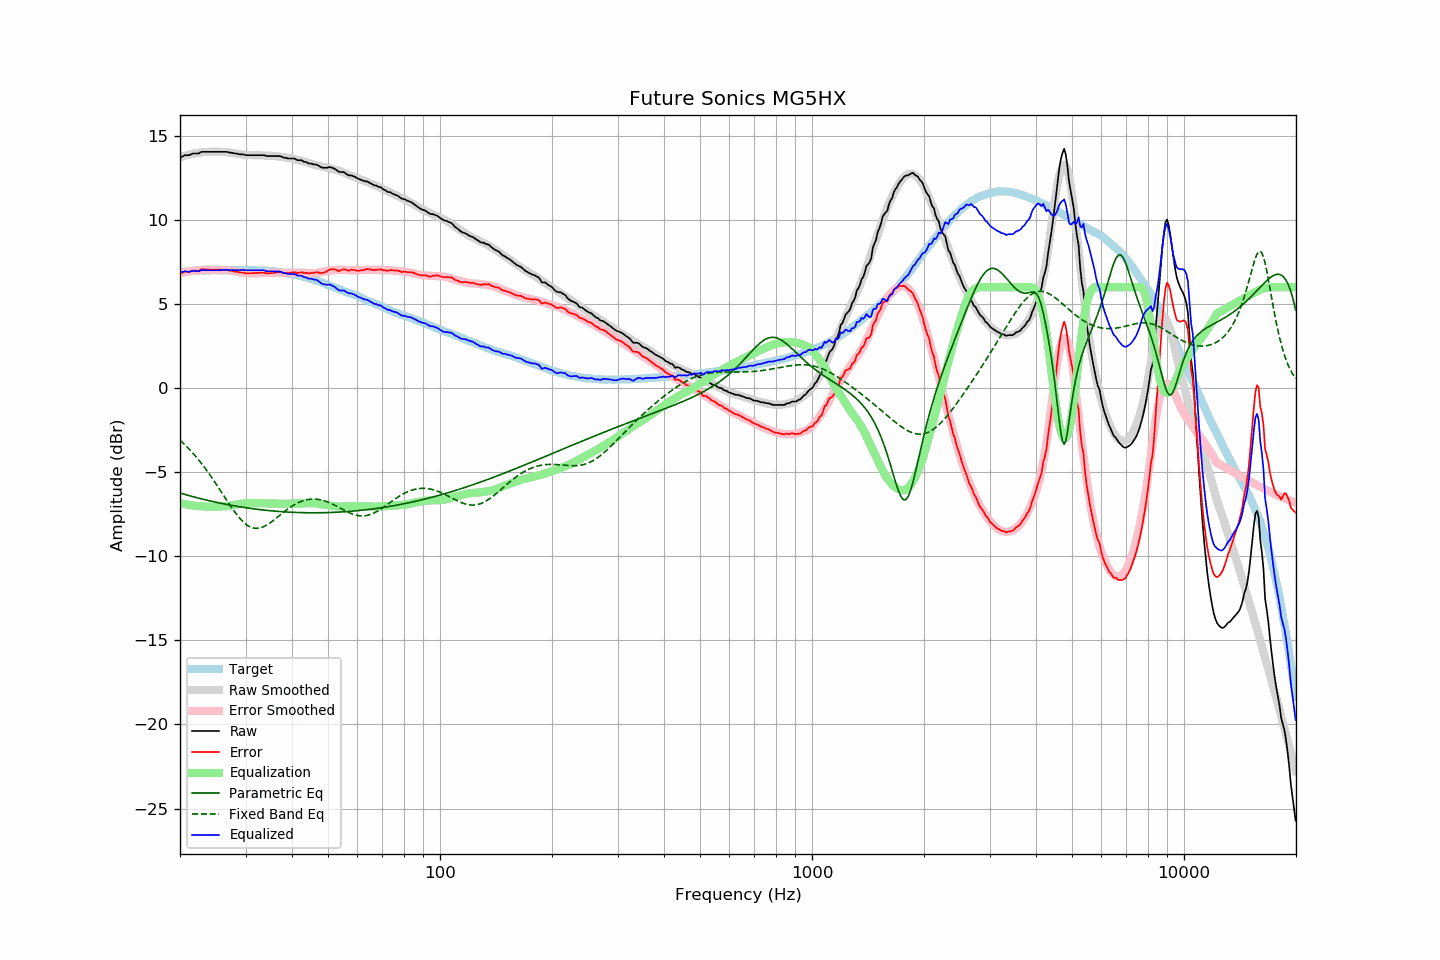 Future Sonics MG5HX
15
10
5
0
−5
−10
−15
−20
−25
Amplitude (dBr)
Target
Raw Smoothed
Error Smoothed
Raw
Error
Equalization
Parametric Eq
Fixed Band Eq
Equalized
100
1000
10000
Frequency (Hz)